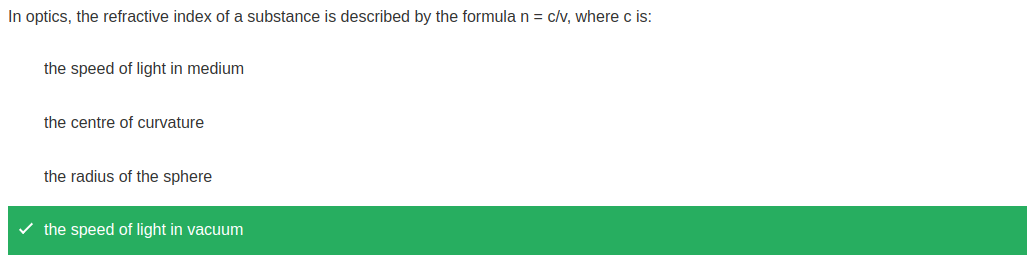 In optics, the refractive index of a substance is described by the formula n = c/v, where c is:
the speed of light in medium
the centre of curvature
the radius of the sphere
the speed of light in vacuum